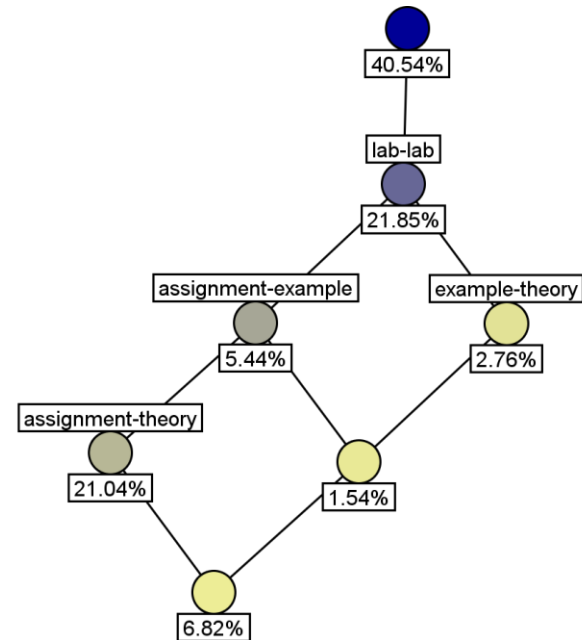 40.54%
lab-lab
21.85%
assignment-example
example-theory
5.44%
2.76%
assignment-theory
21.04%
1.54%
6.82%